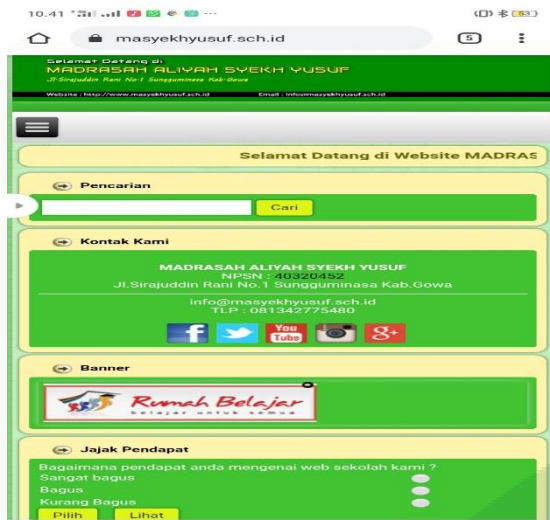 10.41
53
masyekhyusuf.sch.id
5
Selamat Datang di
MADRASAH ALIYAH SYEKH YUSUF
Jl-Sirajuddin Rani No.1 Sungguminasa Kab-Gowa
Website : http://www.masyekhyusuf.sch.id Email : info@masyekhyusuf.sch.id
Selamat Datang di Website MADRAS
Pencarian
Cari
Kontak Kami
MADRASAH ALIYAH SYEKH YUSUF
NPSN : 40320452
Jl.Sirajuddin Rani No.1 Sungguminasa Kab.Gowa
info@masyekhyusuf.sch.id
TLP : 081342775480
f You Tube 8+
Banner
Rumah Belajar
belajar untuk semua
Jajak Pendapat
Bagaimana pendapat anda mengenai web sekolah kami ?
Sangat bagus
Bagus
Kurang Bagus
Pilih Lihat